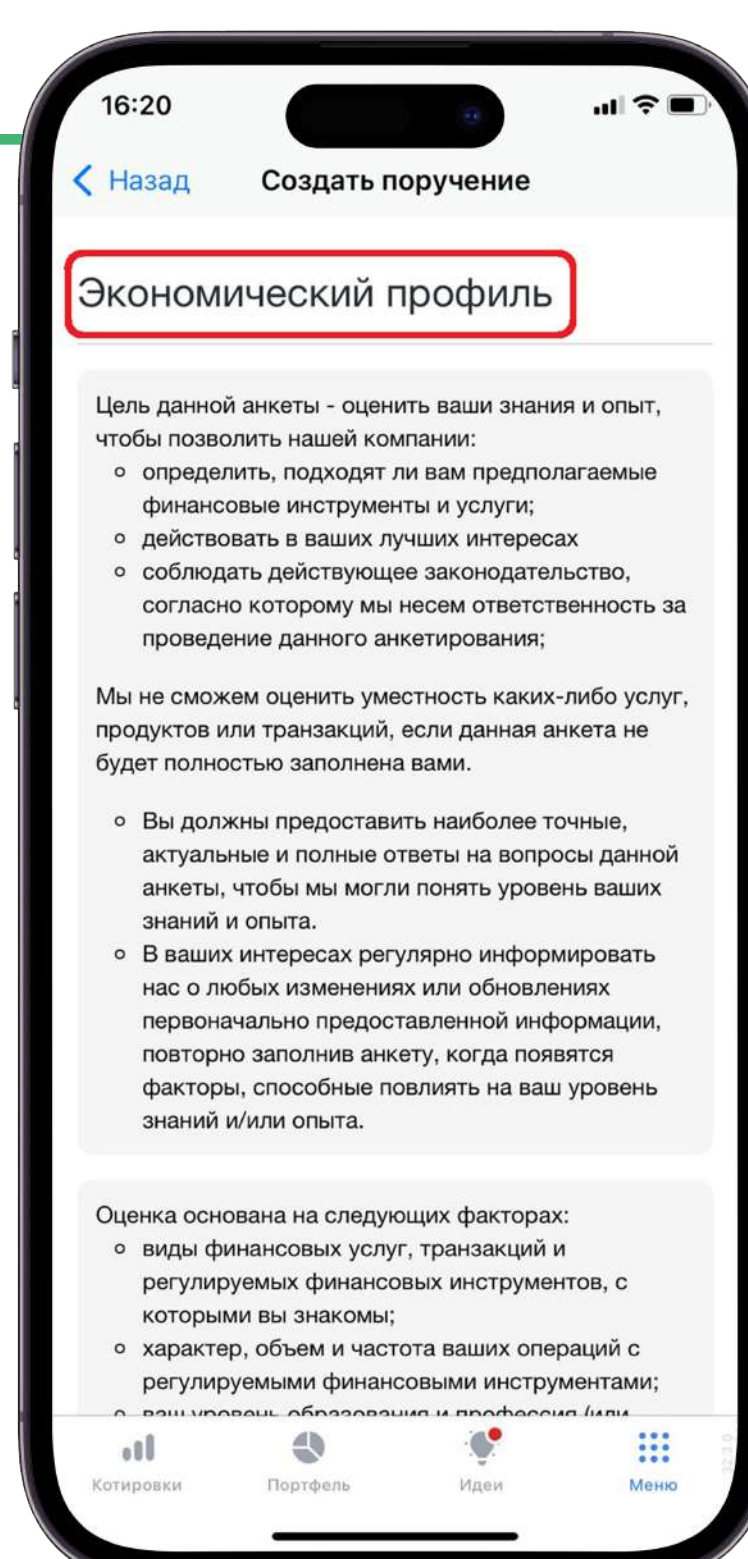 16:20
Назад
Создать поручение
Экономический профиль
Цель данной анкеты - оценить ваши знания и опыт,
чтобы позволить нашей компании:
определить, подходят ли вам предполагаемые
финансовые инструменты и услуги;
действовать в ваших лучших интересах
соблюдать действующее законодательство,
согласно которому мы несем ответственность за
проведение данного анкетирования;
Мы не сможем оценить уместность каких-либо услуг,
продуктов или транзакций, если данная анкета не
будет полностью заполнена вами.
Вы должны предоставить наиболее точные,
актуальные и полные ответы на вопросы данной
анкеты, чтобы мы могли понять уровень ваших
знаний и опыта.
В ваших интересах регулярно информировать
нас о любых изменениях или обновлениях
первоначально предоставленной информации,
повторно заполнив анкету, когда появятся
факторы, способные повлиять на ваш уровень
знаний и/или опыта.
Оценка основана на следующих факторах:
виды финансовых услуг, транзакций и
регулируемых финансовых инструментов, с
которыми вы знакомы;
характер, объем и частота ваших операций с
регулируемыми финансовыми инструментами;
ваш уровень образования и профессия (или
Котировки
Портфель
Идеи
Меню